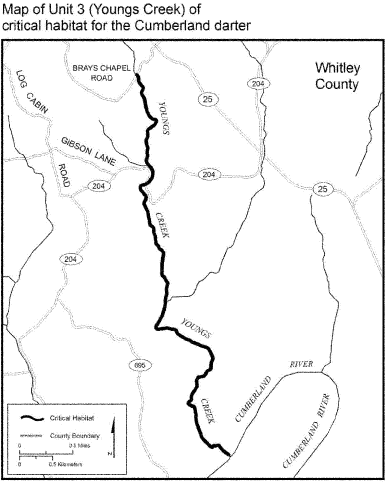 Map of Unit 3 (Youngs Creek) of
critical habitat for the Cumberland darter
BRAYS CHAPEL
ROAD
Whitley
County
LOG CABIN
ROAD
GIBSON LANE
YOUNGS
CREEK
25
204
204
204
25
204
YOUNGS
CREEK
895
CUMBERLAND
RIVER
CUMBERLAND
RIVER
Critical Habitat
County Boundary
0 0.5 Miles
0 0.5 Kilometers
N